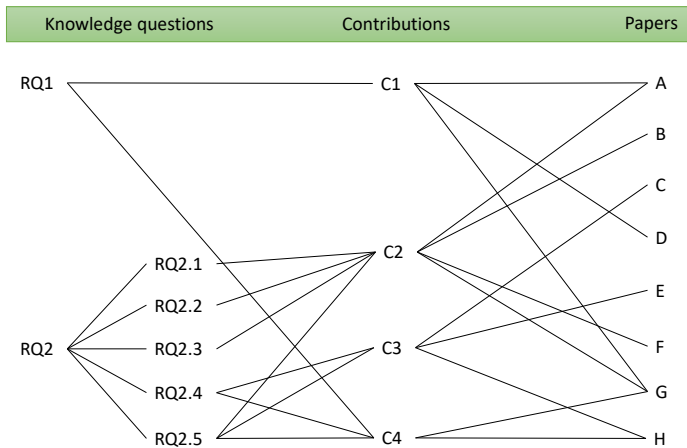 Knowledge questions Contributions Papers
RQ1 C1 A
B
C
D
RQ2.1 C2
E
RQ2.2
RQ2 RQ2.3 C3 F
RQ2.4 G
RQ2.5 C4 H